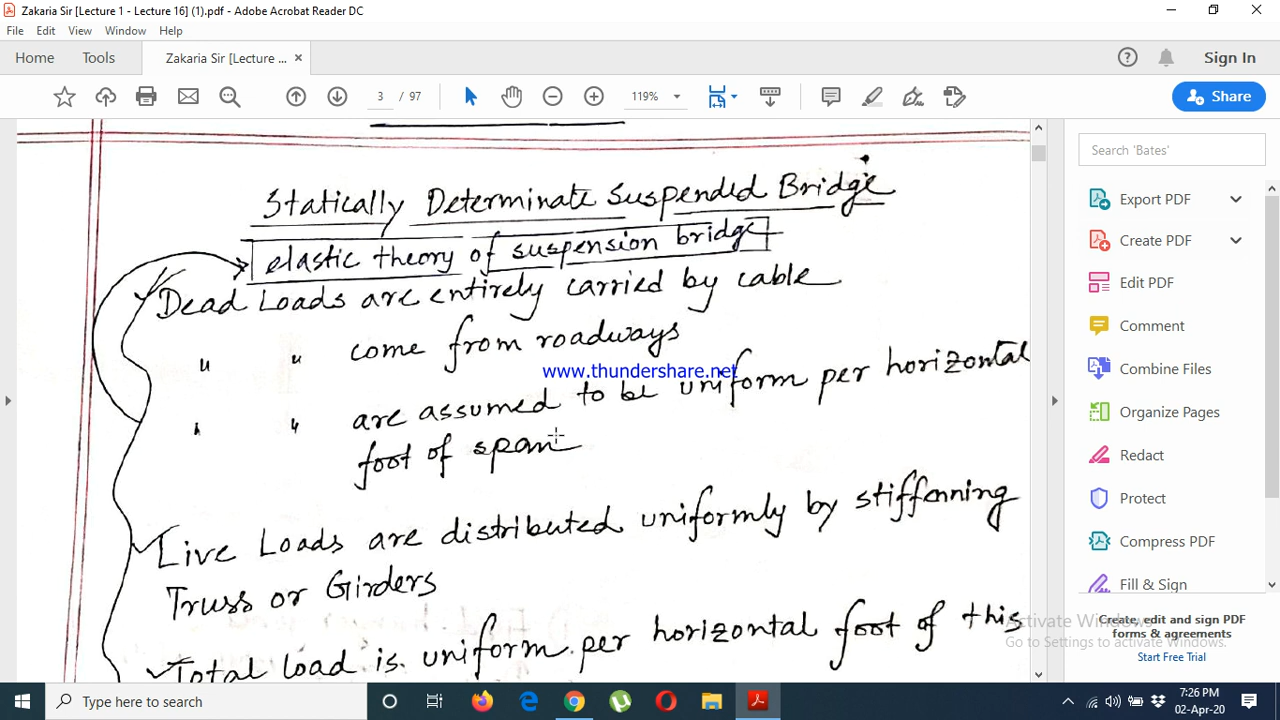 Zakaria Sir [Lecture 1 - Lecture 16] (1).pdf - Adobe Acrobat Reader DC
File Edit View Window Help
Home Tools Zakaria Sir [Lecture ... × Sign In
3 / 97 119% Share
Statically Determinate Suspended Bridge
elastic theory of suspension bridge
Dead Loads are entirely carried by cable
" " come from roadways
www.thundershare.net
" " are assumed to be uniform per horizontal
foot of span
Live Loads are distributed uniformly by stiffenning
Truss or Girders
Total load is uniform per horizontal foot of this
Search 'Bates'
Export PDF
Create PDF
Edit PDF
Comment
Combine Files
Organize Pages
Redact
Protect
Compress PDF
Fill & Sign
Create, edit and sign PDF
forms & agreements
Start Free Trial
Activate Windows
Go to Settings to activate Windows.
Type here to search
7:26 PM
02-Apr-20